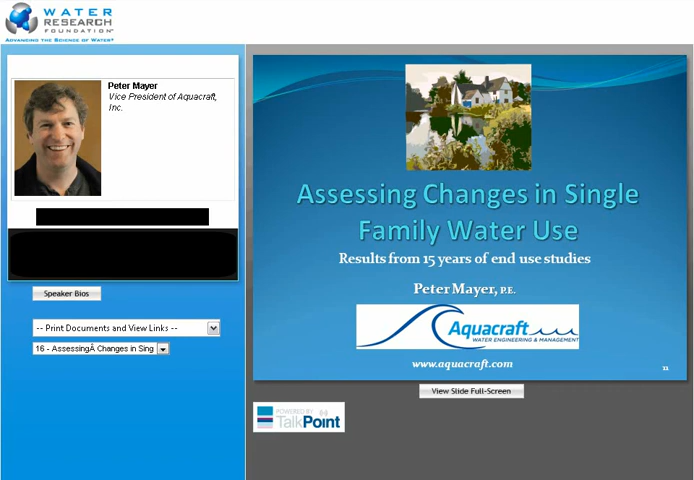 WATER
RESEARCH
FOUNDATION
ADVANCING THE SCIENCE OF WATER®
Peter Mayer
Vice President of Aquacraft,
Inc.
Speaker Bios
-- Print Documents and View Links --
16 - AssessingÂ Changes in Sing
Assessing Changes in Single
Family Water Use
Results from 15 years of end use studies
Peter Mayer, P.E.
Aquacraft
WATER ENGINEERING & MANAGEMENT
www.aquacraft.com
11
View Slide Full-Screen
POWERED BY
TalkPoint